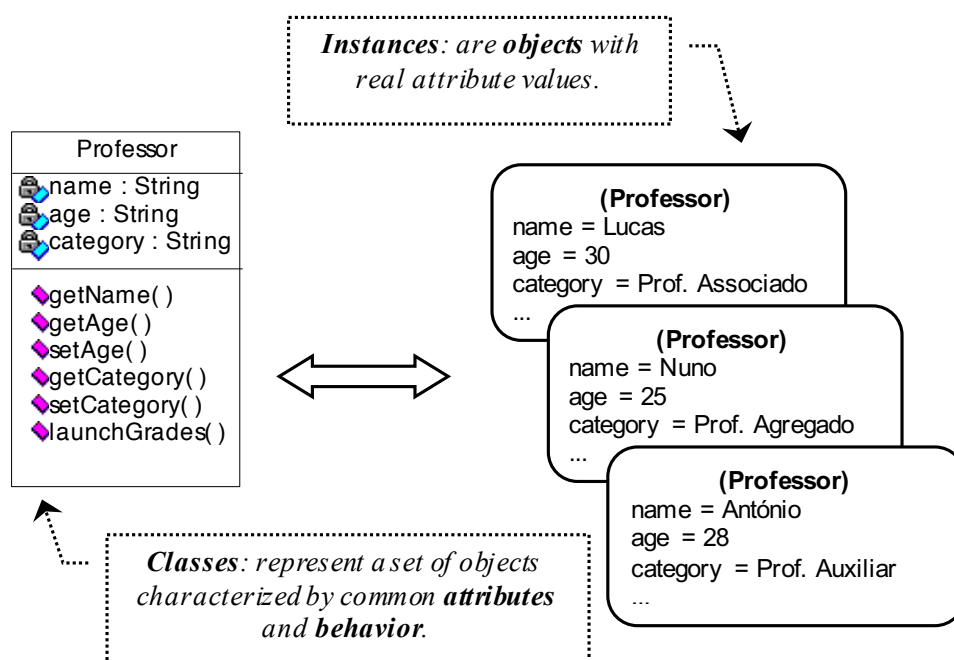 Instances: are objects with
real attribute values.
Professor
name : String
age : String
category : String
getName( )
getAge( )
setAge( )
getCategory( )
setCategory( )
launchGrades( )
(Professor)
name = Lucas
age = 30
category = Prof. Associado
...
(Professor)
name = Nuno
age = 25
category = Prof. Agregado
...
(Professor)
name = António
age = 28
category = Prof. Auxiliar
...
Classes: represent a set of objects
characterized by common attributes
and behavior.